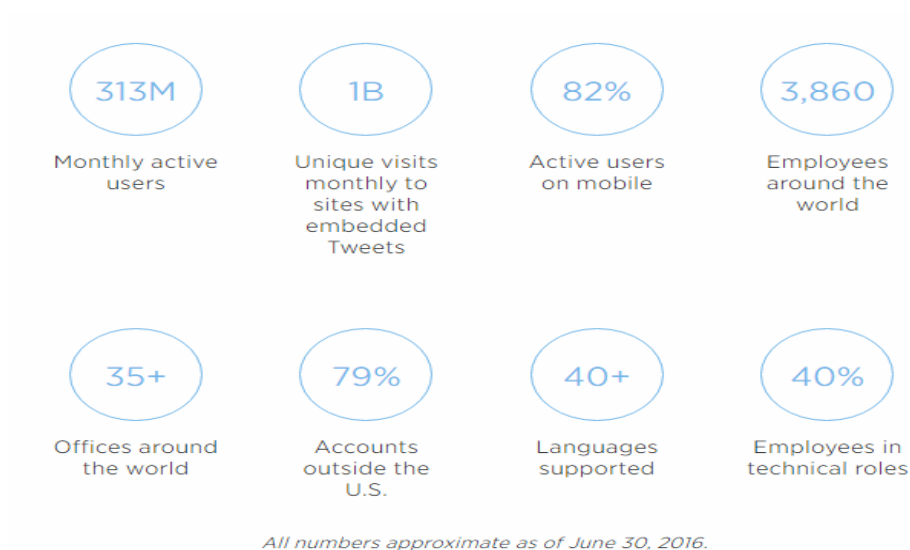 313M
1B
82%
3,860
Monthly active
users
Unique visits
monthly to
sites with
embedded
Tweets
Active users
on mobile
Employees
around the
world
35+
79%
40+
40%
Offices around
the world
Accounts
outside the
U.S.
Languages
supported
Employees in
technical roles
All numbers approximate as of June 30, 2016.